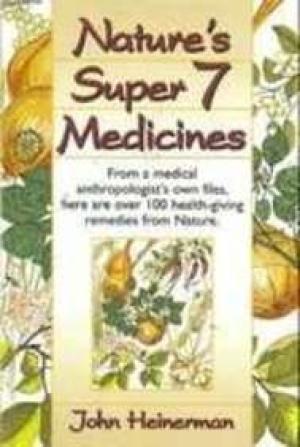 Nature's
Super 7
Medicines
From a medical
anthropologist's own files,
here are over 100 health-giving
remedies from Nature.
John Heinerman